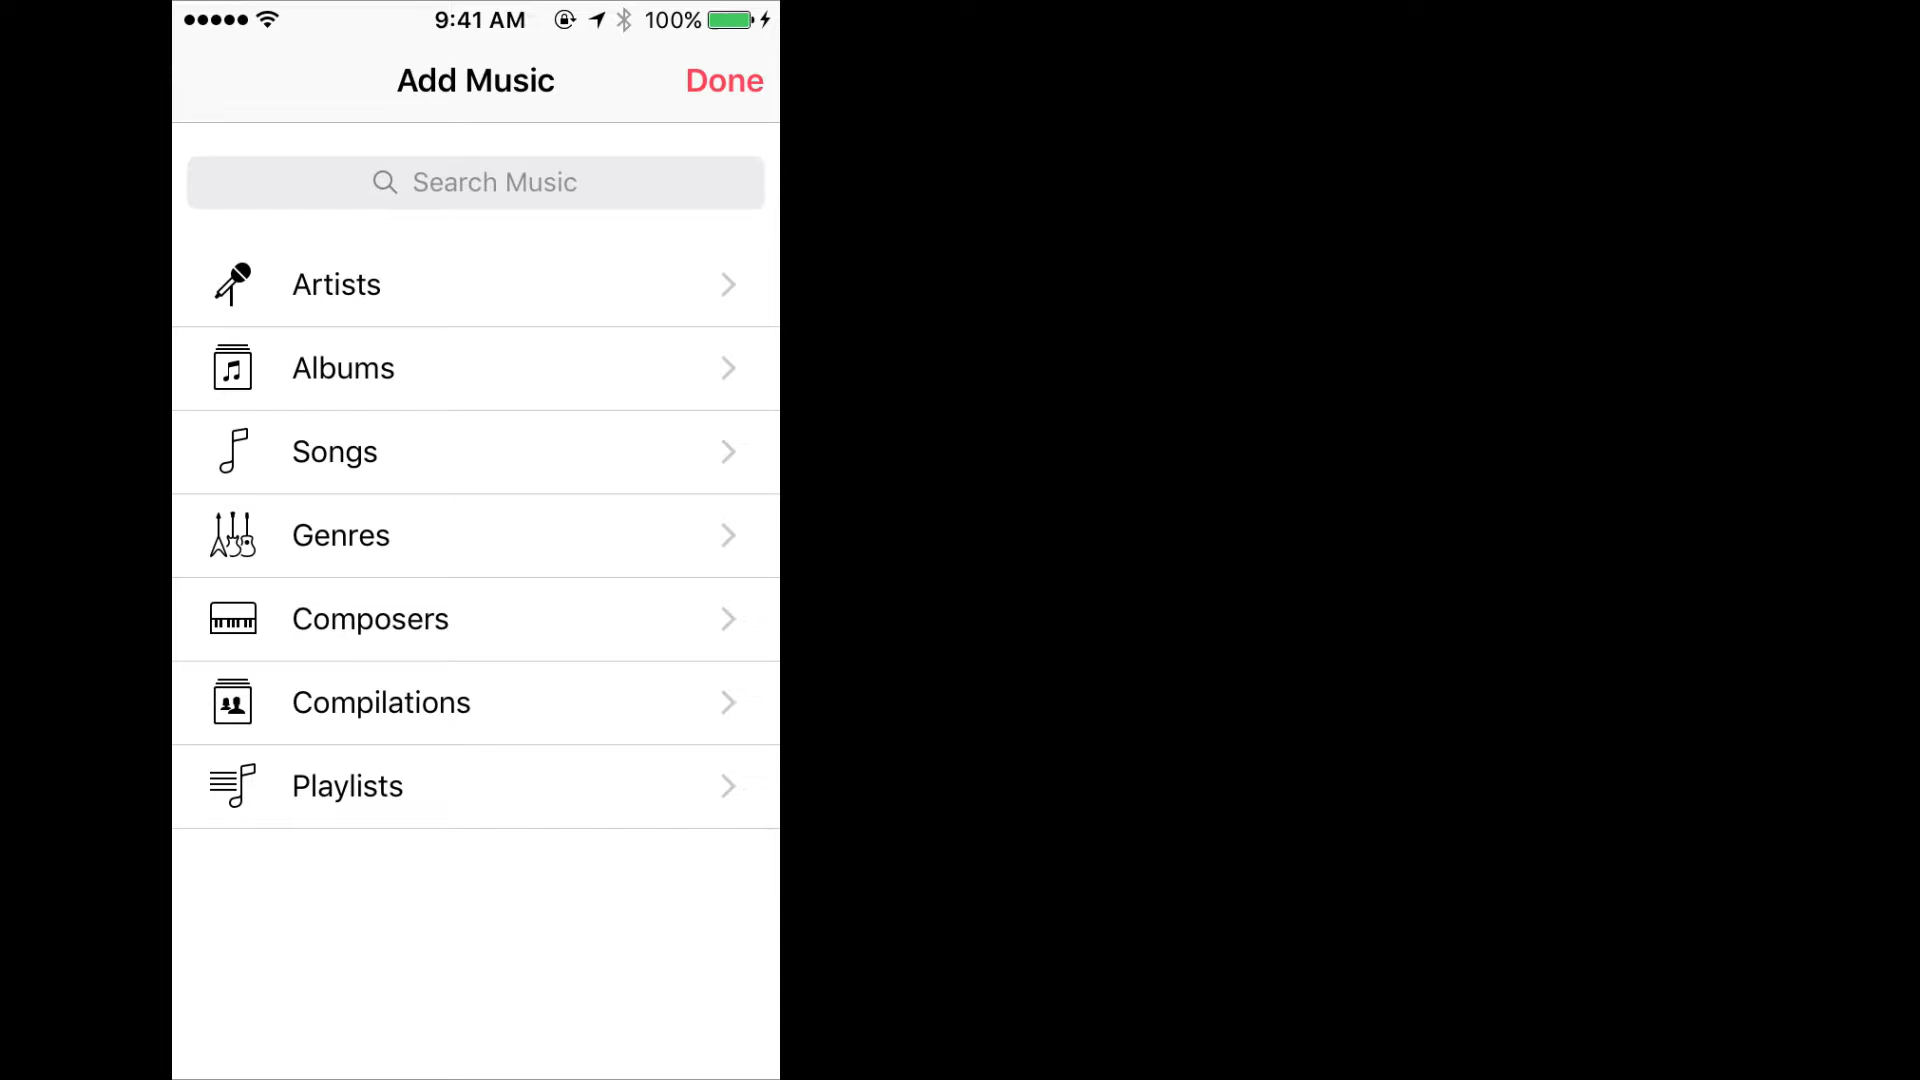 9:41 AM 100%
Add Music Done
Search Music
Artists
Albums
Songs
Genres
Composers
Compilations
Playlists